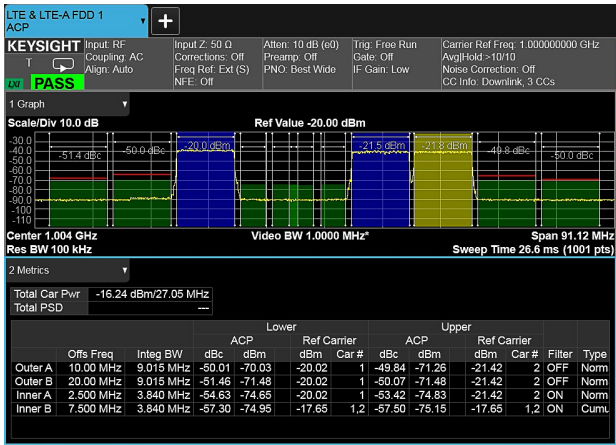 LTE & LTE-A FDD 1
ACP
KEYSIGHT Input: RF Input Z: 50 Ω Atten: 10 dB (e0) Trig: Free Run Carrier Ref Freq: 1.000000000 GHz
T Coupling: AC Corrections: Off Preamp: Off Gate: Off Avg|Hold:>10/10
Align: Auto Freq Ref: Ext (S) PNO: Best Wide IF Gain: Low Noise Correction: Off
LXI PASS NFE: Off CC Info: Downlink, 3 CCs
1 Graph
Scale/Div 10.0 dB Ref Value -20.00 dBm
-30.0
-40.0 -51.4 dBc -50.0 dBc -20.0 dBm -21.5 dBm -21.8 dBm -49.8 dBc -50.0 dBc
-50.0
-60.0
-70.0
-80.0
-90.0
-100
-110
Center 1.004 GHz Video BW 1.0000 MHz* Span 91.12 MHz
Res BW 100 kHz Sweep Time 26.6 ms (1001 pts)
2 Metrics
Total Car Pwr -16.24 dBm/27.05 MHz
Total PSD ---
Lower Upper
ACP Ref Carrier ACP Ref Carrier
Offs Freq Integ BW dBc dBm dBm Car # dBc dBm dBm Car # Filter Type
Outer A 10.00 MHz 9.015 MHz -50.01 -70.03 -20.02 1 -49.84 -71.26 -21.42 2 OFF Norm
Outer B 20.00 MHz 9.015 MHz -51.46 -71.48 -20.02 1 -50.07 -71.48 -21.42 2 OFF Norm
Inner A 2.500 MHz 3.840 MHz -54.63 -74.65 -20.02 1 -53.42 -74.83 -21.42 2 ON Norm
Inner B 7.500 MHz 3.840 MHz -57.30 -74.95 -17.65 1,2 -57.50 -75.15 -17.65 1,2 ON Cumu